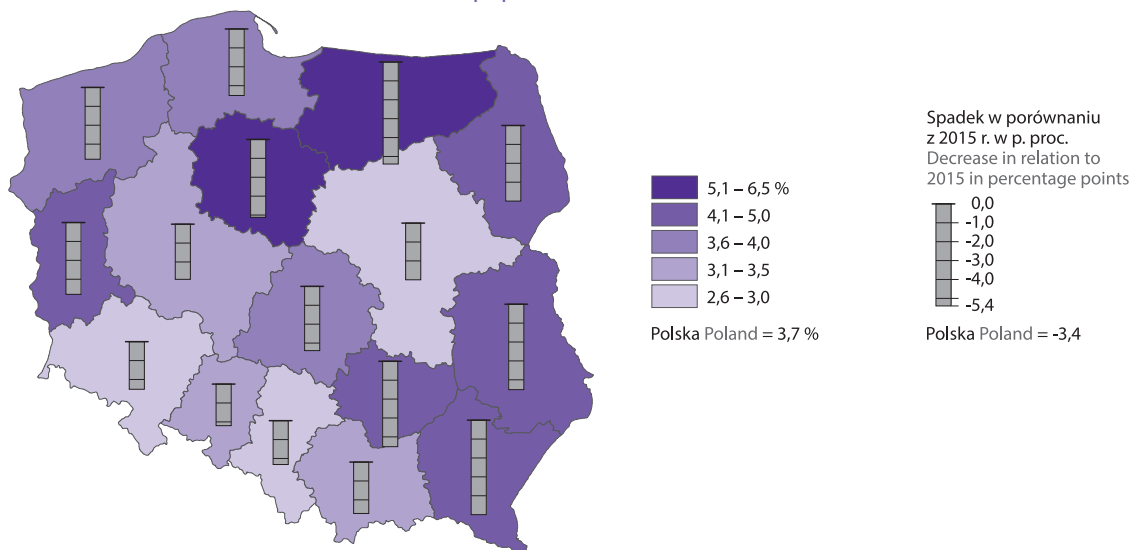 5,1 – 6,5 %
4,1 – 5,0
3,6 – 4,0
3,1 – 3,5
2,6 – 3,0
Polska Poland = 3,7 %
Spadek w porównaniu
z 2015 r. w p. proc.
Decrease in relation to
2015 in percentage points
0,0
-1,0
-2,0
-3,0
-4,0
-5,4
Polska Poland = -3,4